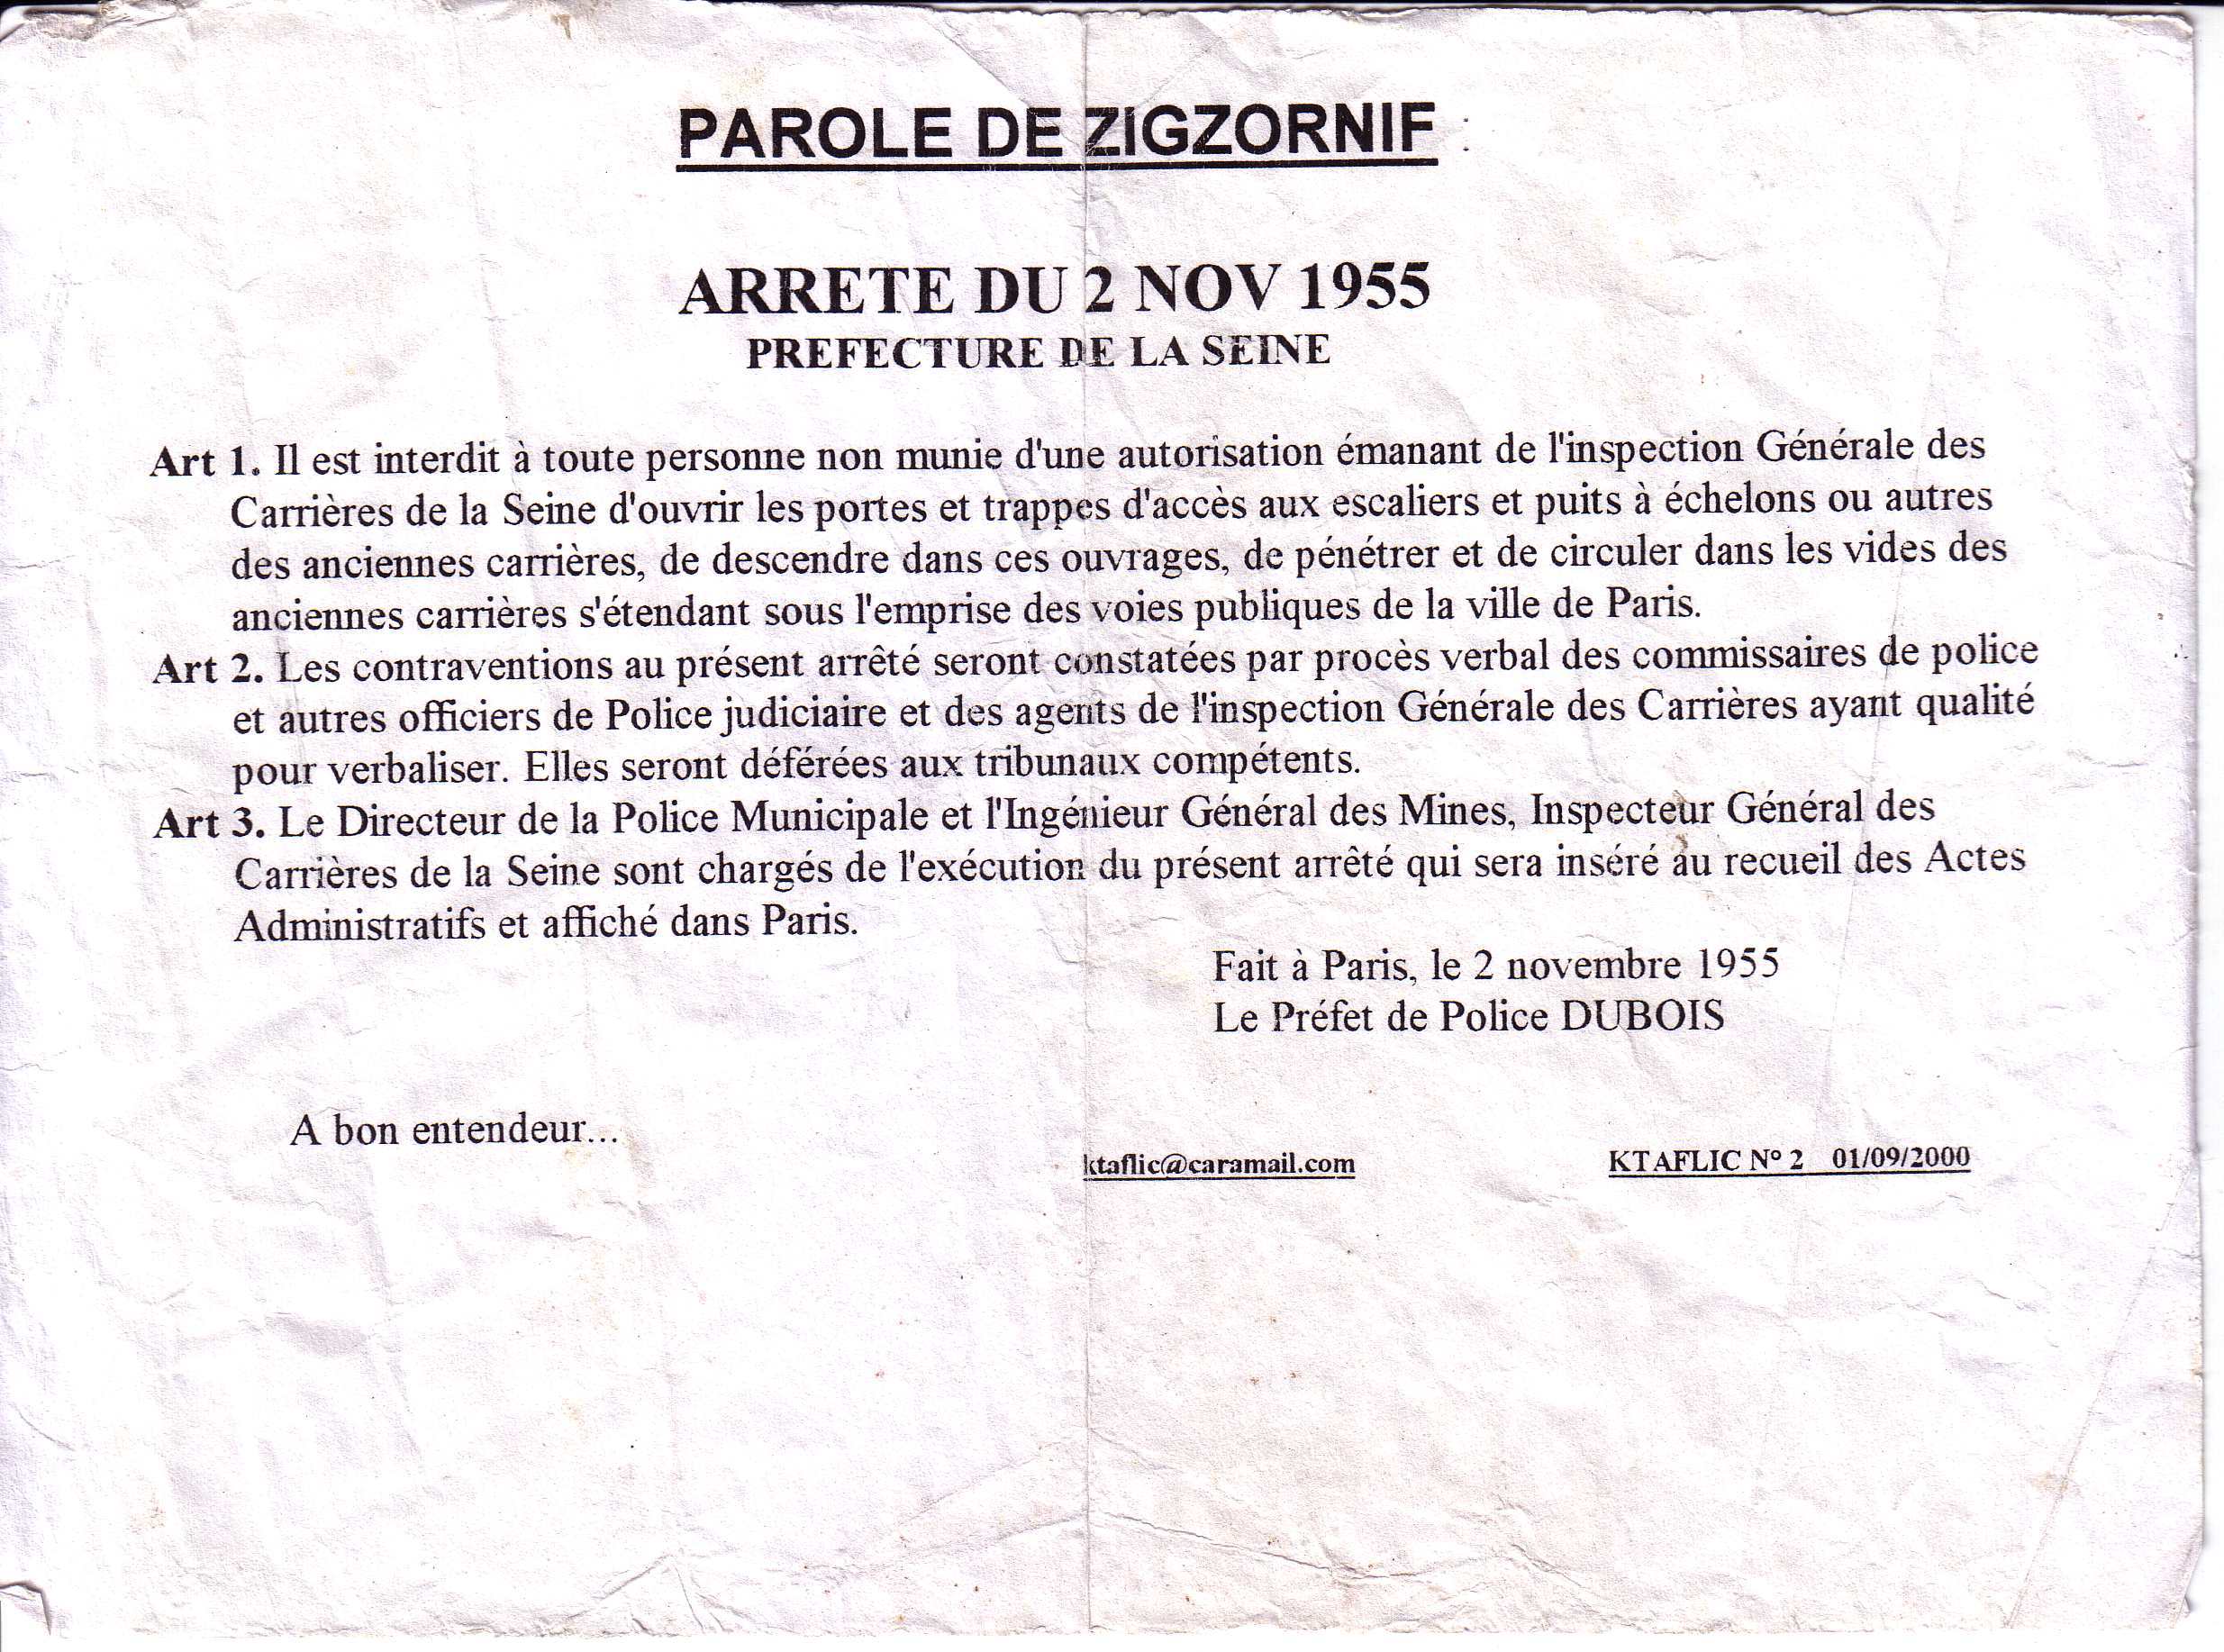 PAROLE DE ZIGZORNIF :
ARRETE DU 2 NOV 1955
PREFECTURE DE LA SEINE
Art 1. Il est interdit à toute personne non munie d'une autorisation émanant de l'inspection Générale des
Carrières de la Seine d'ouvrir les portes et trappes d'accès aux escaliers et puits à échelons ou autres
des anciennes carrières, de descendre dans ces ouvrages, de pénétrer et de circuler dans les vides des
anciennes carrières s'étendant sous l'emprise des voies publiques de la ville de Paris.
Art 2. Les contraventions au présent arrêté seront constatées par procès verbal des commissaires de police
et autres officiers de Police judiciaire et des agents de l'inspection Générale des Carrières ayant qualité
pour verbaliser. Elles seront déférées aux tribunaux compétents.
Art 3. Le Directeur de la Police Municipale et l'Ingénieur Général des Mines, Inspecteur Général des
Carrières de la Seine sont chargés de l'exécution du présent arrêté qui sera inséré au recueil des Actes
Administratifs et affiché dans Paris.
Fait à Paris, le 2 novembre 1955
Le Préfet de Police DUBOIS
A bon entendeur...
ktaflic@caramail.com KTAFLIC N° 2 01/09/2000